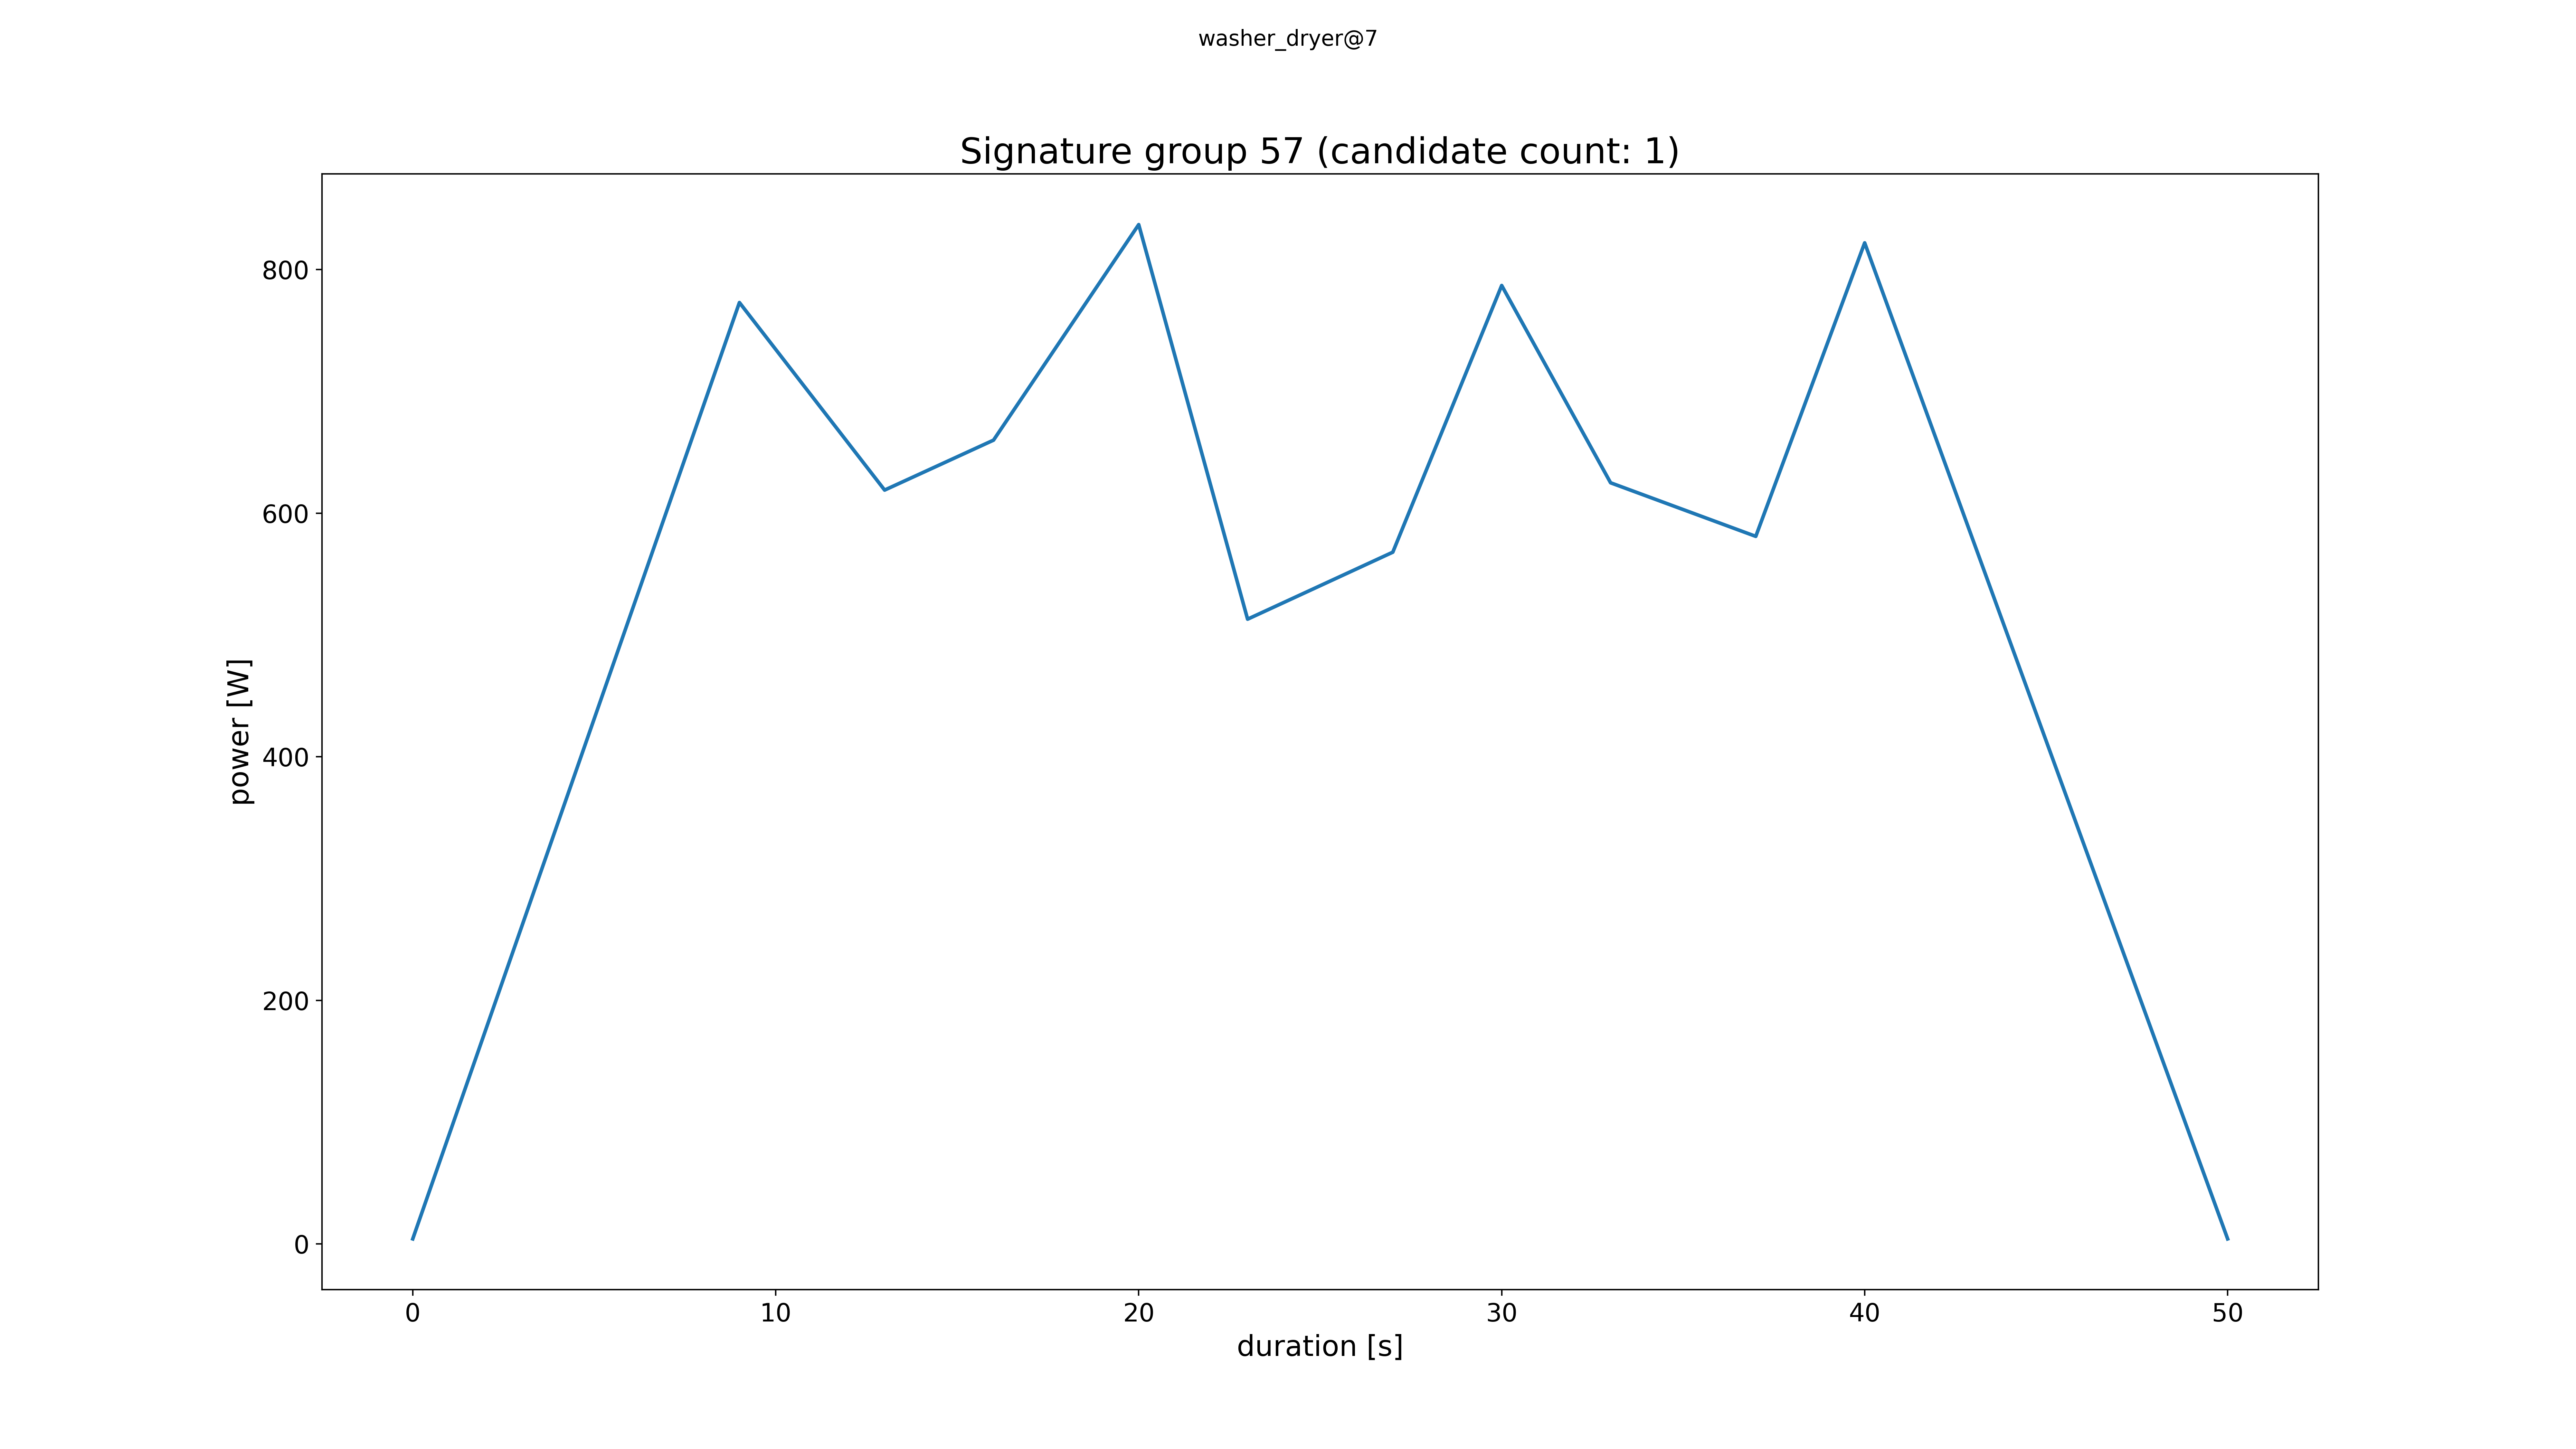 washer_dryer@7
Signature group 57 (candidate count: 1)
800
600
400
200
0
power [W]
0 10 20 30 40 50
duration [s]